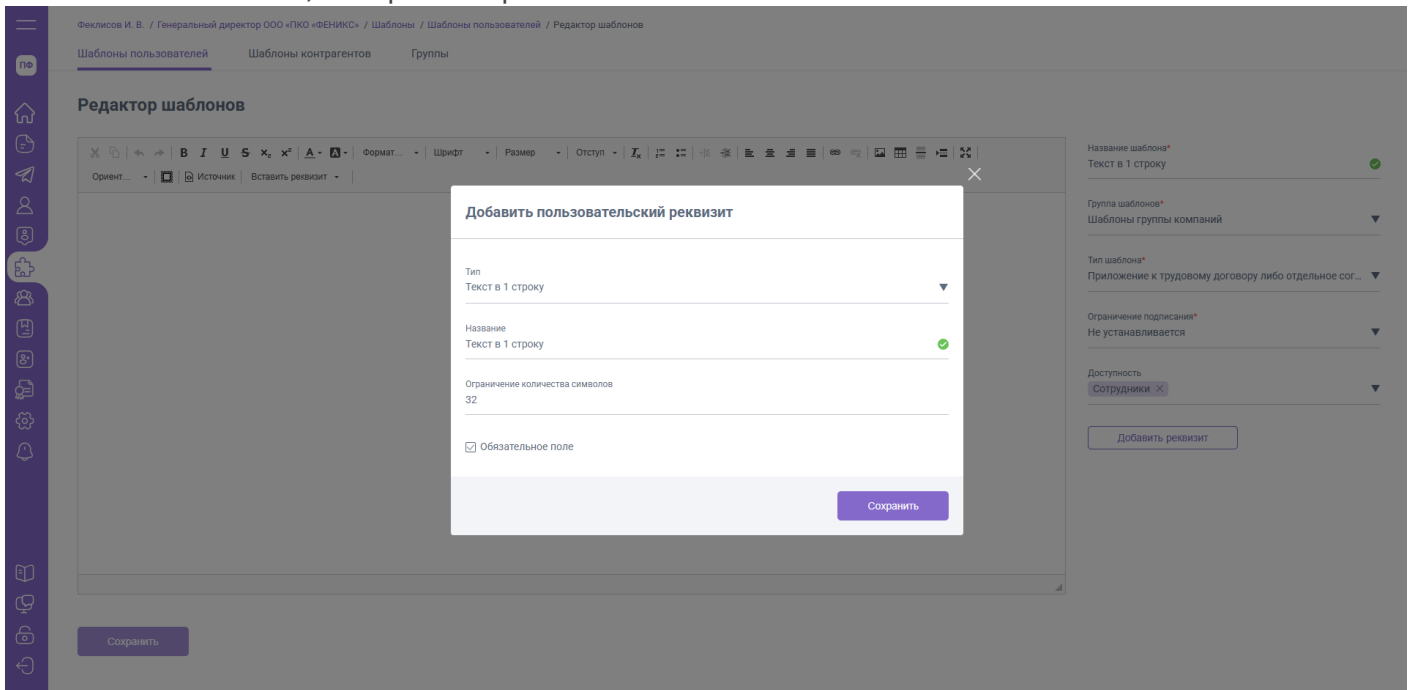 Феклисов И. В. / Генеральный директор ООО «ПКО «ФЕНИКС» / Шаблоны / Шаблоны пользователей / Редактор шаблонов
ПФ
Шаблоны пользователей Шаблоны контрагентов Группы
Редактор шаблонов
Формат... Шрифт Размер Отступ
Ориент... Источник Вставить реквизит
Название шаблона*
Текст в 1 строку
Группа шаблонов*
Шаблоны группы компаний
Тип шаблона*
Приложение к трудовому договору либо отдельное сог...
Ограничение подписания*
Не устанавливается
Доступность
Сотрудники ×
Добавить реквизит
Добавить пользовательский реквизит
Тип
Текст в 1 строку
Название
Текст в 1 строку
Ограничение количества символов
32
Обязательное поле
Сохранить
Сохранить